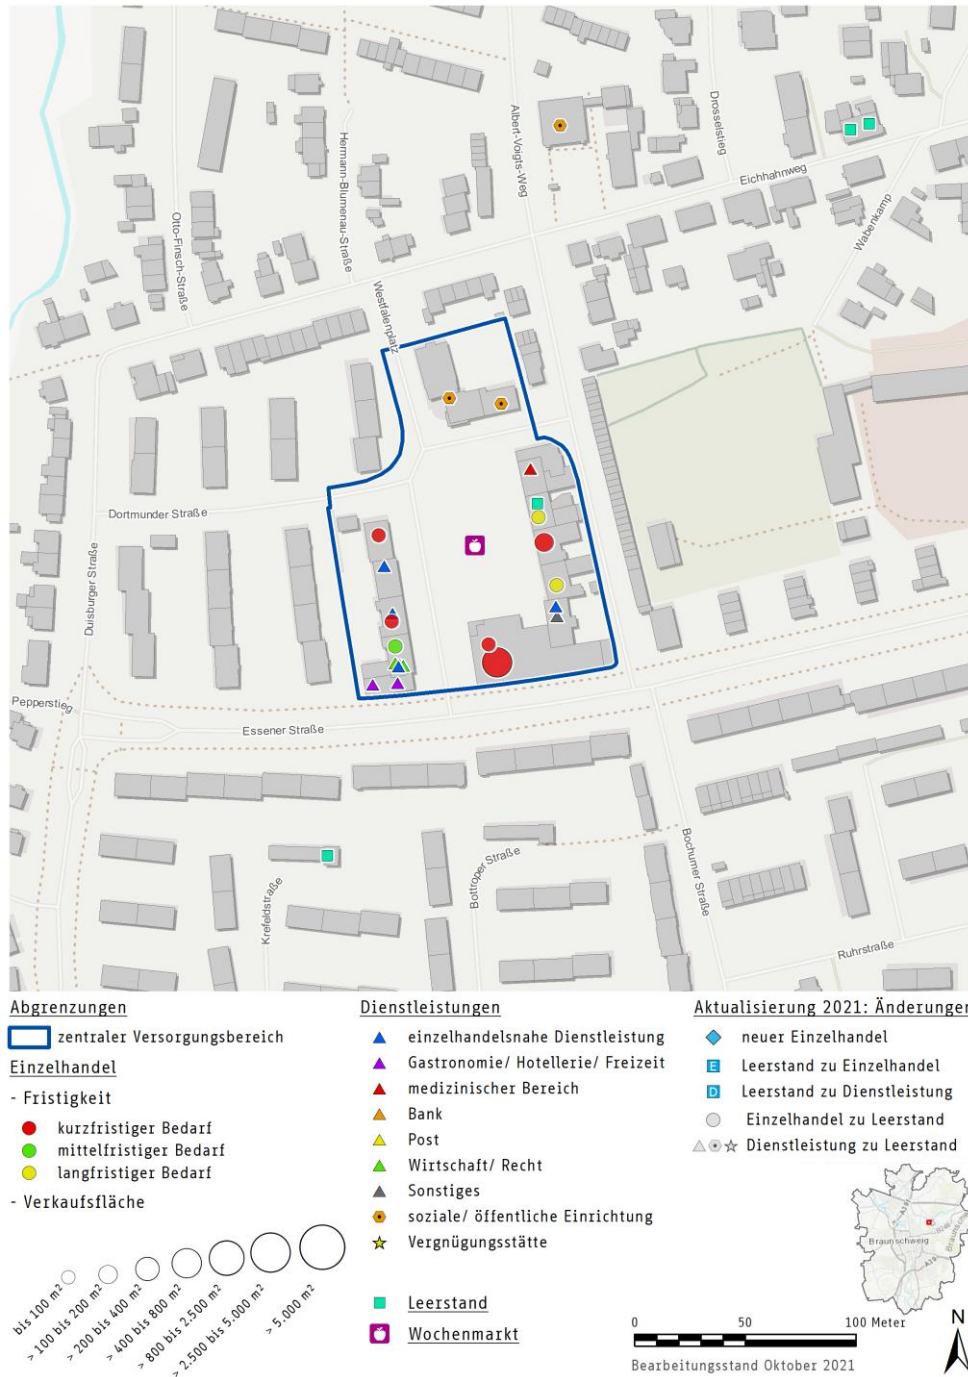 Albert-Voigts-Weg
Drosselstieg
Eichhahnweg
Wabenkamp
Hermann-Blumenau-Straße
Otto-Finsch-Straße
Westfalenplatz
Dortmunder Straße
Duisburger Straße
Pepperstieg
Essener Straße
Bochumer Straße
Bottroper Straße
Krefeldstraße
Ruhrstraße
Abgrenzungen
zentraler Versorgungsbereich
Einzelhandel
- Fristigkeit
kurzfristiger Bedarf
mittelfristiger Bedarf
langfristiger Bedarf
- Verkaufsfläche
bis 100 m²
> 100 bis 200 m²
> 200 bis 400 m²
> 400 bis 800 m²
> 800 bis 2.500 m²
> 2.500 bis 5.000 m²
> 5.000 m²
Dienstleistungen
einzelhandelsnahe Dienstleistung
Gastronomie/ Hotellerie/ Freizeit
medizinischer Bereich
Bank
Post
Wirtschaft/ Recht
Sonstiges
soziale/ öffentliche Einrichtung
Vergnügungsstätte
Leerstand
Wochenmarkt
Aktualisierung 2021: Änderungen
neuer Einzelhandel
E Leerstand zu Einzelhandel
D Leerstand zu Dienstleistung
Einzelhandel zu Leerstand
Dienstleistung zu Leerstand
Braunschweig
0 50 100 Meter
Bearbeitungsstand Oktober 2021
N